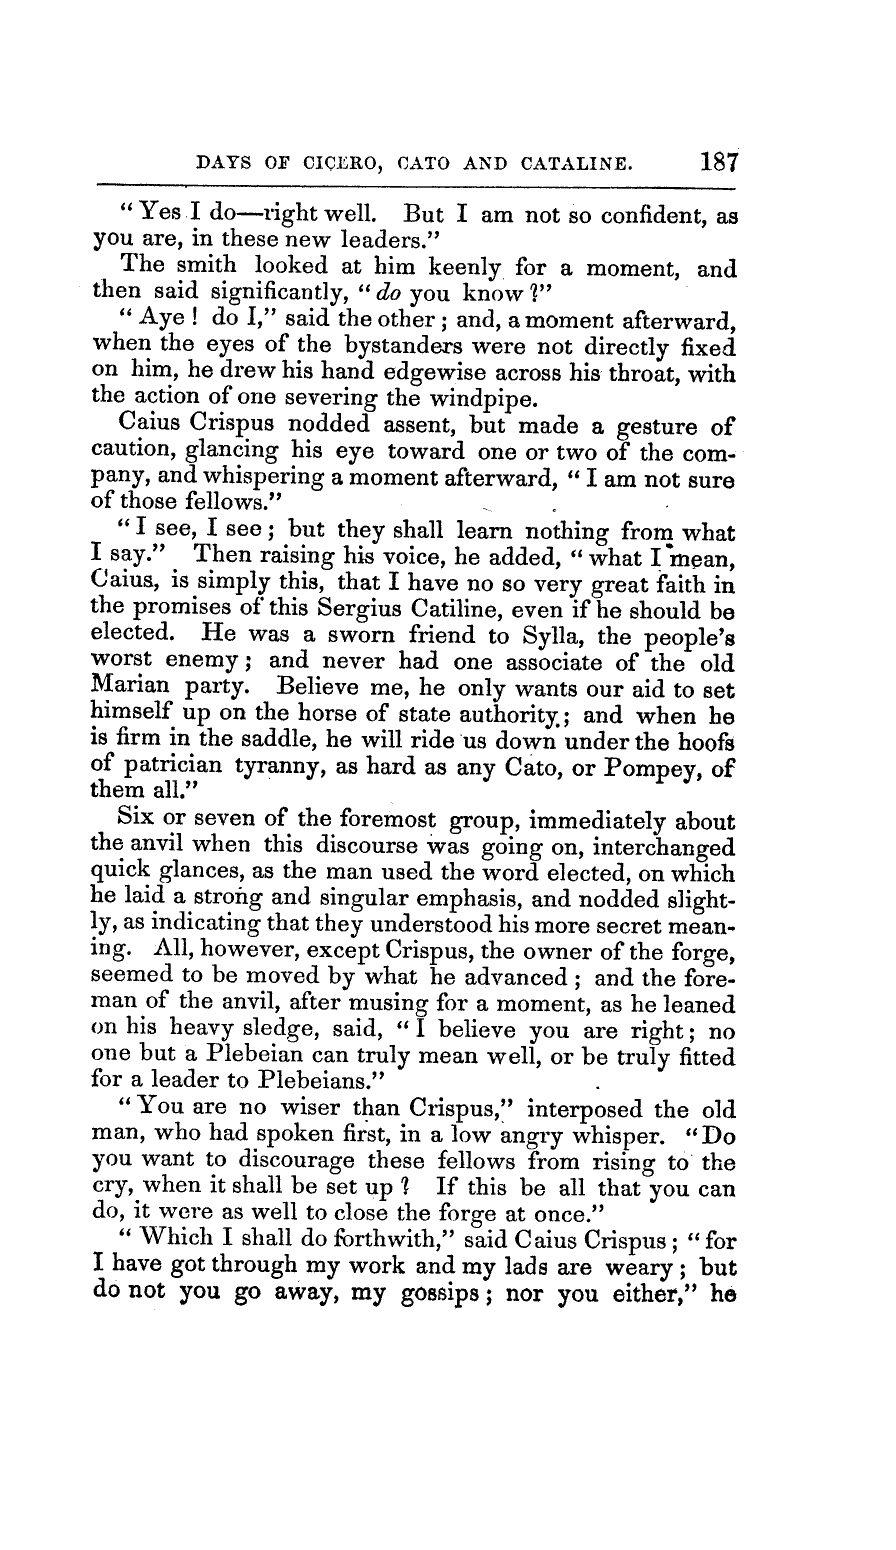 DAYS OF CICERO, CATO AND CATALINE. 187
“Yes I do—right well. But I am not so confident, as
you are, in these new leaders.”
The smith looked at him keenly for a moment, and
then said significantly, “do you know?”
“Aye! do I,” said the other; and, a moment afterward,
when the eyes of the bystanders were not directly fixed
on him, he drew his hand edgewise across his throat, with
the action of one severing the windpipe.
Caius Crispus nodded assent, but made a gesture of
caution, glancing his eye toward one or two of the com-
pany, and whispering a moment afterward, “I am not sure
of those fellows.”
“I see, I see; but they shall learn nothing from what
I say.” Then raising his voice, he added, “what I mean,
Caius, is simply this, that I have no so very great faith in
the promises of this Sergius Catiline, even if he should be
elected. He was a sworn friend to Sylla, the people’s
worst enemy; and never had one associate of the old
Marian party. Believe me, he only wants our aid to set
himself up on the horse of state authority; and when he
is firm in the saddle, he will ride us down under the hoofs
of patrician tyranny, as hard as any Cato, or Pompey, of
them all.”
Six or seven of the foremost group, immediately about
the anvil when this discourse was going on, interchanged
quick glances, as the man used the word elected, on which
he laid a strong and singular emphasis, and nodded slight-
ly, as indicating that they understood his more secret mean-
ing. All, however, except Crispus, the owner of the forge,
seemed to be moved by what he advanced; and the fore-
man of the anvil, after musing for a moment, as he leaned
on his heavy sledge, said, “I believe you are right; no
one but a Plebeian can truly mean well, or be truly fitted
for a leader to Plebeians.”
“You are no wiser than Crispus,” interposed the old
man, who had spoken first, in a low angry whisper. “Do
you want to discourage these fellows from rising to the
cry, when it shall be set up? If this be all that you can
do, it were as well to close the forge at once.”
“Which I shall do forthwith,” said Caius Crispus; “for
I have got through my work and my lads are weary; but
do not you go away, my gossips; nor you either,” he